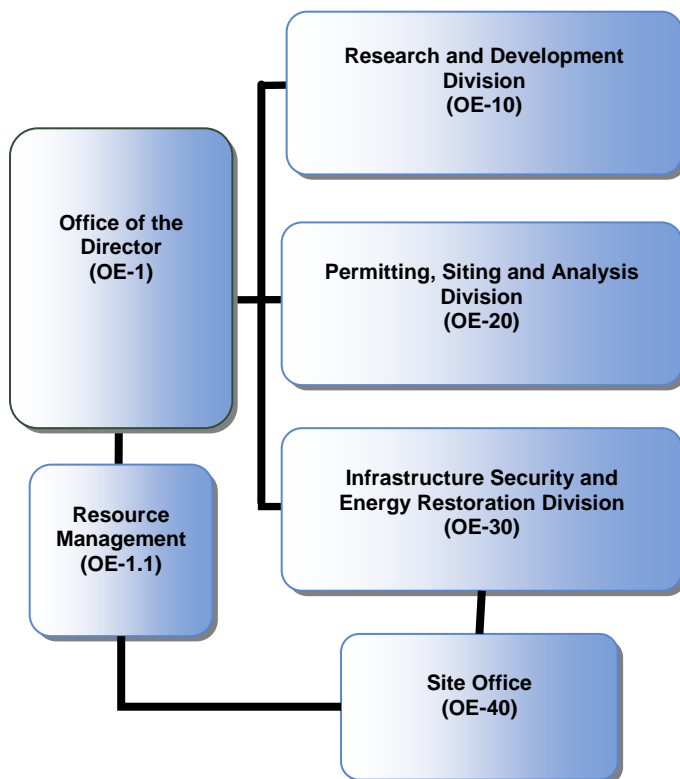 Research and Development
Division
(OE-10)
Office of the
Director
(OE-1)
Permitting, Siting and Analysis
Division
(OE-20)
Infrastructure Security and
Energy Restoration Division
(OE-30)
Resource
Management
(OE-1.1)
Site Office
(OE-40)